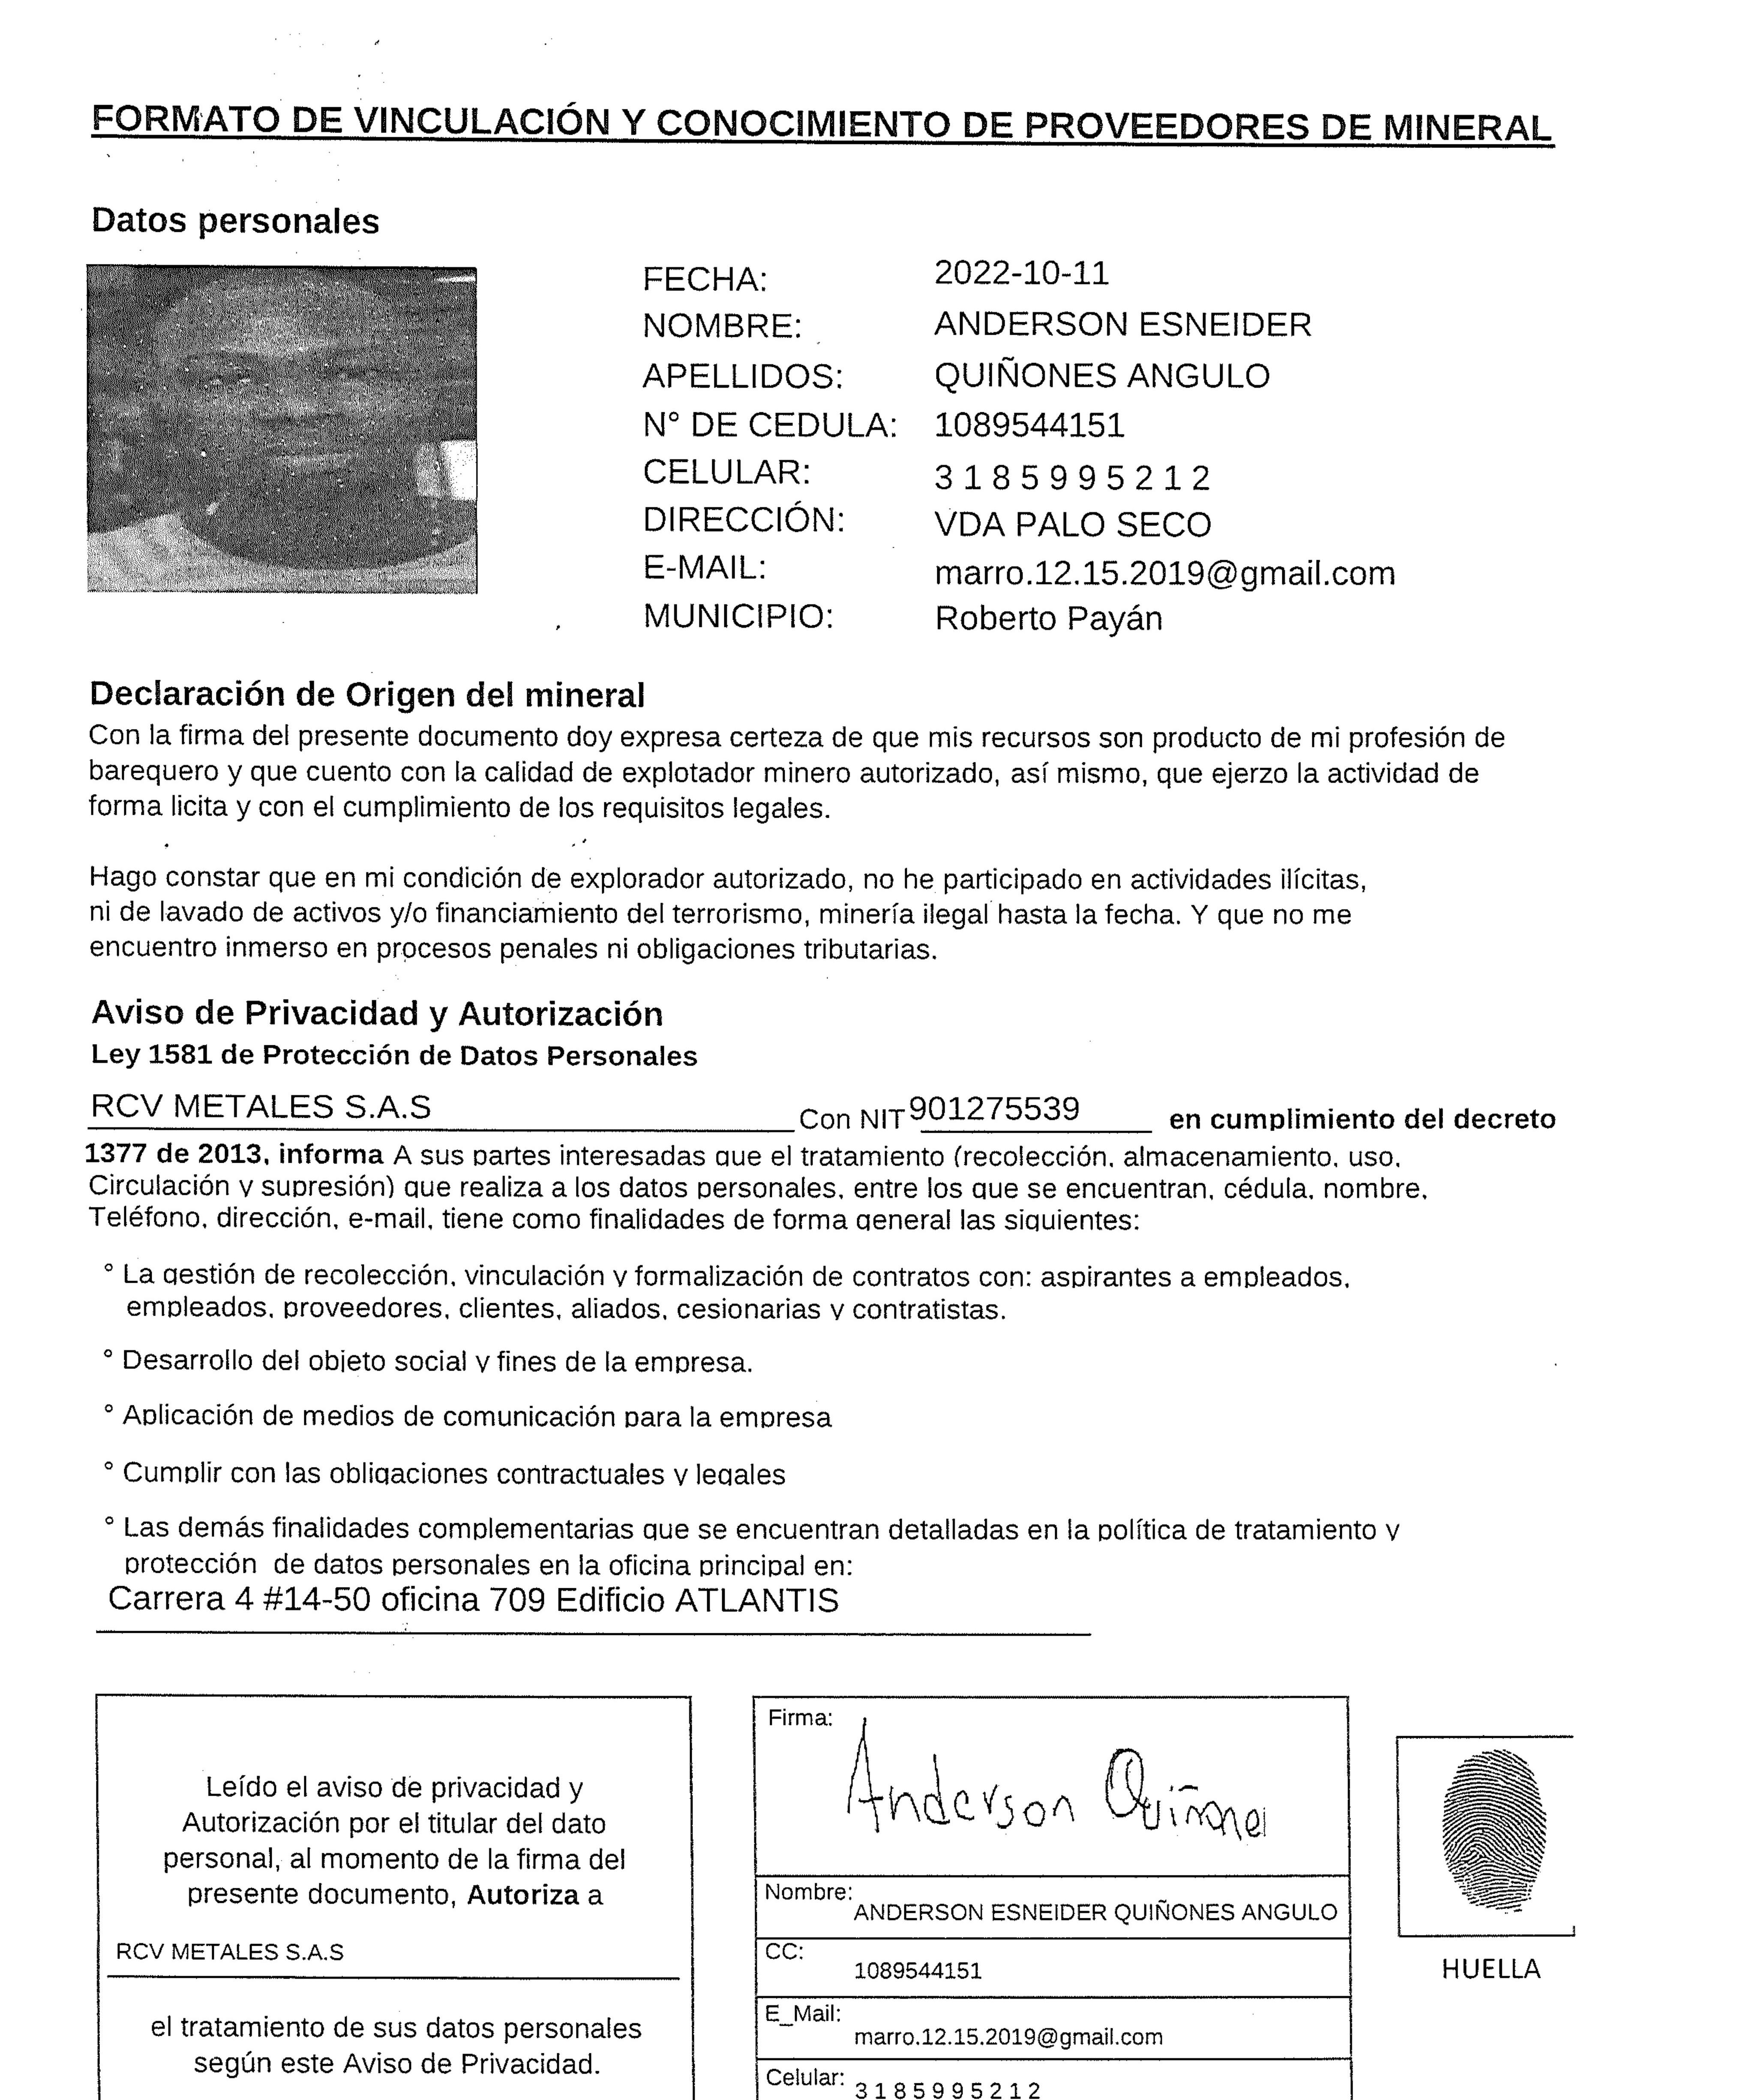 FORMATO DE VINCULACIÓN Y CONOCIMIENTO DE PROVEEDORES DE MINERAL
Datos personales
FECHA: 2022-10-11
NOMBRE: ANDERSON ESNEIDER
APELLIDOS: QUIÑONES ANGULO
N° DE CEDULA: 1089544151
CELULAR: 3 1 8 5 9 9 5 2 1 2
DIRECCIÓN: VDA PALO SECO
E-MAIL: marro.12.15.2019@gmail.com
MUNICIPIO: Roberto Payán
Declaración de Origen del mineral
Con la firma del presente documento doy expresa certeza de que mis recursos son producto de mi profesión de
barequero y que cuento con la calidad de explotador minero autorizado, así mismo, que ejerzo la actividad de
forma licita y con el cumplimiento de los requisitos legales.
Hago constar que en mi condición de explorador autorizado, no he participado en actividades ilícitas,
ni de lavado de activos y/o financiamiento del terrorismo, minería ilegal hasta la fecha. Y que no me
encuentro inmerso en procesos penales ni obligaciones tributarias.
Aviso de Privacidad y Autorización
Ley 1581 de Protección de Datos Personales
RCV METALES S.A.S Con NIT 901275539 en cumplimiento del decreto
1377 de 2013, informa A sus partes interesadas que el tratamiento (recolección, almacenamiento, uso,
Circulación y supresión) que realiza a los datos personales, entre los que se encuentran, cédula, nombre,
Teléfono, dirección, e-mail, tiene como finalidades de forma general las siguientes:
° La gestión de recolección, vinculación y formalización de contratos con: aspirantes a empleados,
empleados, proveedores, clientes, aliados, cesionarias y contratistas.
° Desarrollo del objeto social y fines de la empresa.
° Aplicación de medios de comunicación para la empresa
° Cumplir con las obligaciones contractuales y legales
° Las demás finalidades complementarias que se encuentran detalladas en la política de tratamiento y
protección de datos personales en la oficina principal en:
Carrera 4 #14-50 oficina 709 Edificio ATLANTIS
Leído el aviso de privacidad y
Autorización por el titular del dato
personal, al momento de la firma del
presente documento, Autoriza a
RCV METALES S.A.S
el tratamiento de sus datos personales
según este Aviso de Privacidad.
Firma: Anderson Quiñones
Nombre: ANDERSON ESNEIDER QUIÑONES ANGULO
CC: 1089544151
E_Mail: marro.12.15.2019@gmail.com
Celular: 3 1 8 5 9 9 5 2 1 2
HUELLA